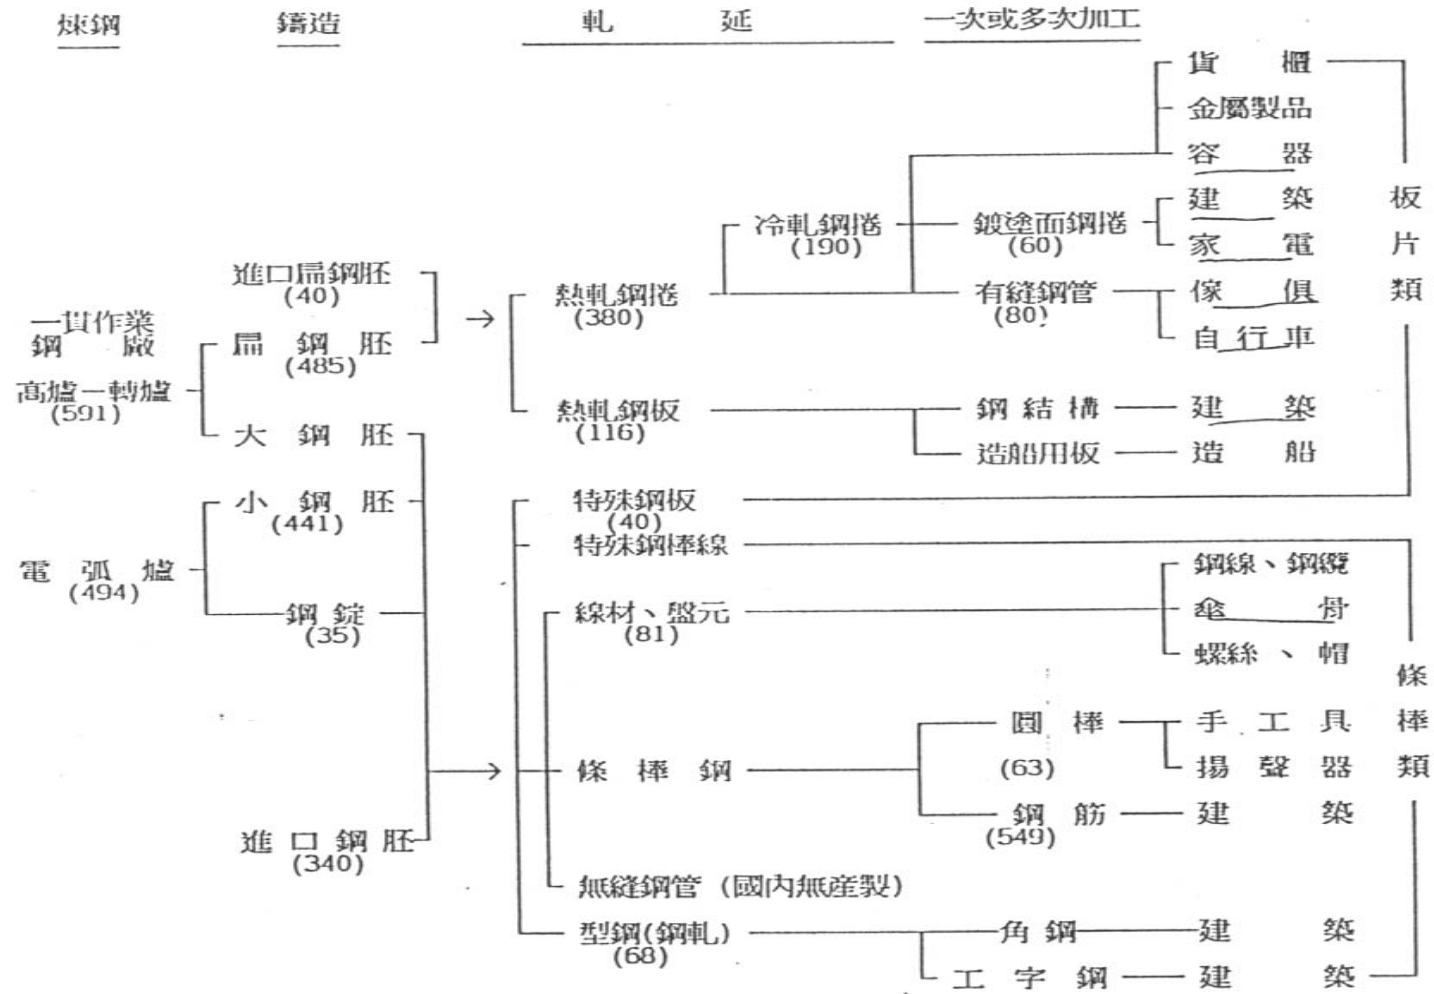 煉鋼 鑄造 軋 延 一次或多次加工
貨 櫃
金屬製品
容 器
建 築 板
冷軋鋼捲 鍍塗面鋼捲
(190) (60)
家 電 片
進口扁鋼胚
(40)
熱軋鋼捲 有縫鋼管 傢 俱 類
(380) (80)
一貫作業
鋼 廠 扁 鋼 胚 自行車
(485)
高爐─轉爐
(591)
熱軋鋼板 鋼結構 建 築
(116)
大 鋼 胚
造船用板 造 船
小 鋼 胚 特殊鋼板
(441) (40)
特殊鋼棒線
電 弧 爐 鋼線、鋼纜
(494)
鋼 錠 線材、盤元 傘 骨
(35) (81)
螺絲、帽
條
圓 棒 手 工 具 棒
條 棒 鋼 (63) 揚 聲 器 類
鋼 筋 建 築
(549)
進 口 鋼 胚
(340)
無縫鋼管(國內無產製)
型鋼(鋼軋) 角 鋼 建 築
(68)
工 字 鋼 建 築